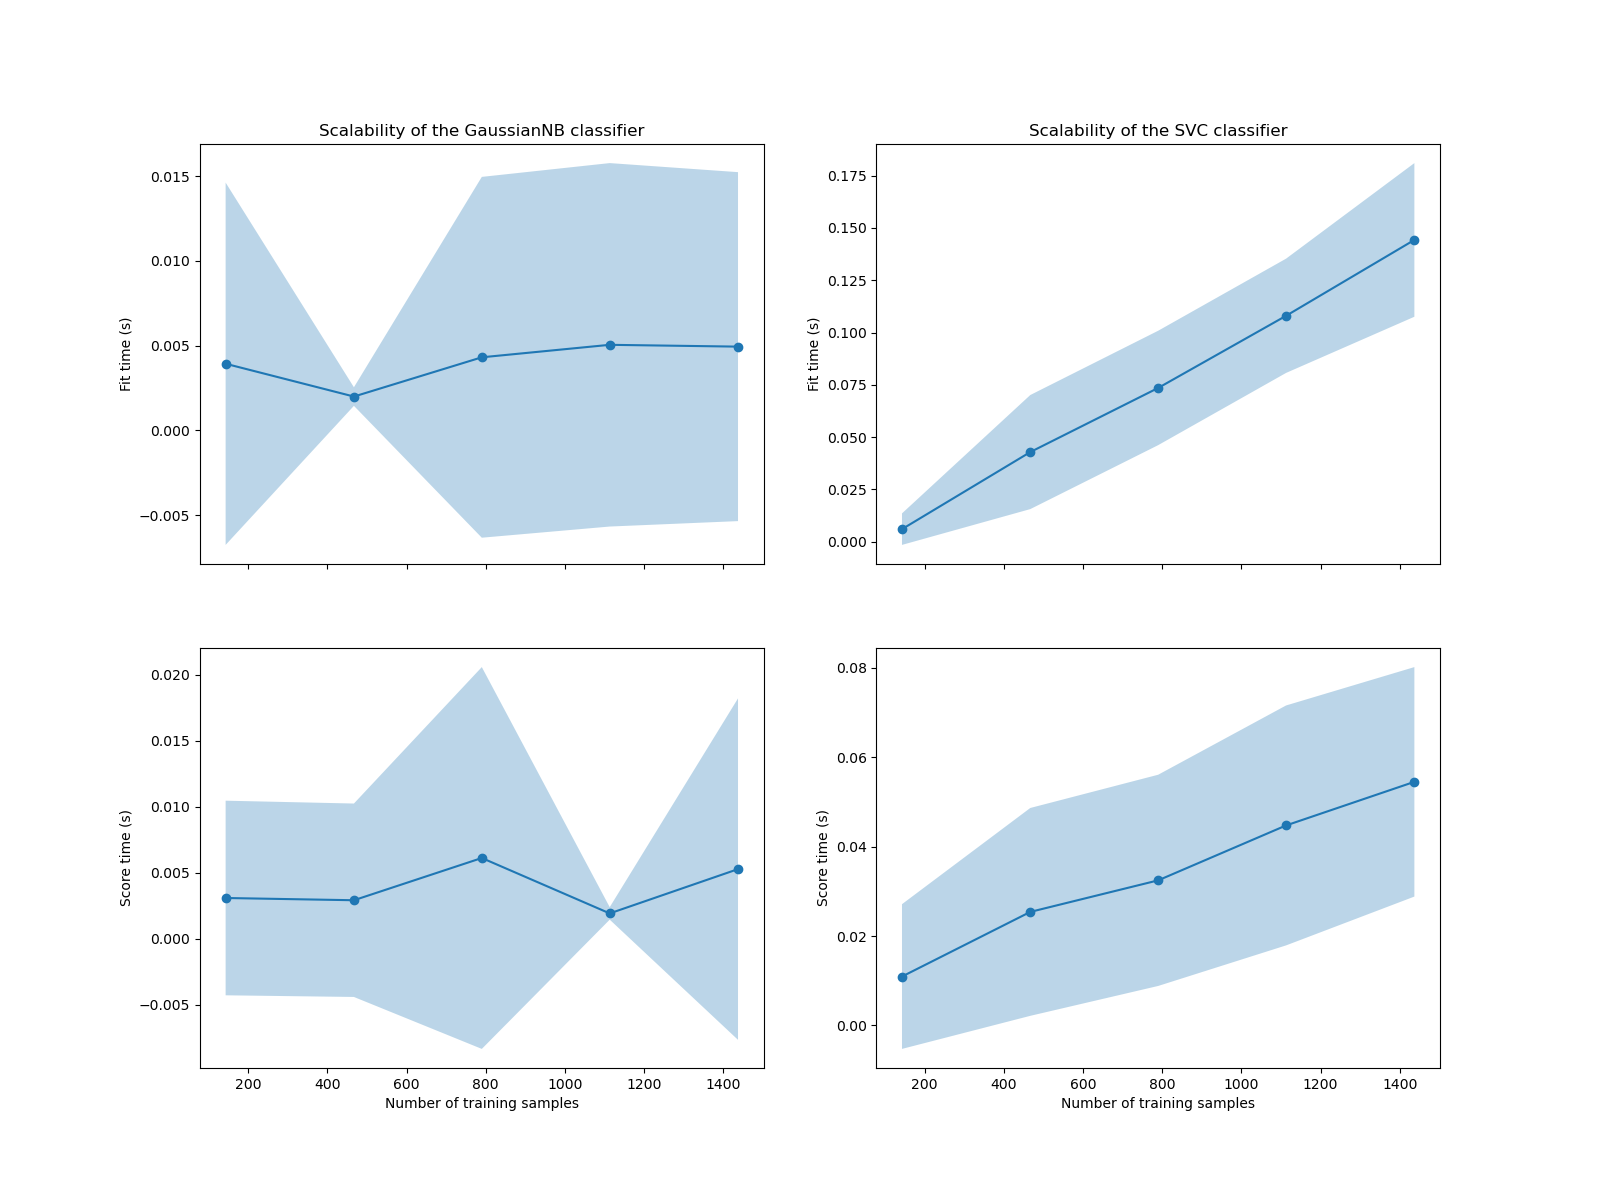 Scalability of the GaussianNB classifier
0.015
0.010
0.005
0.000
−0.005
Fit time (s)
Scalability of the SVC classifier
0.175
0.150
0.125
0.100
0.075
0.050
0.025
0.000
Fit time (s)
0.020
0.015
0.010
0.005
0.000
−0.005
Score time (s)
200 400 600 800 1000 1200 1400
Number of training samples
0.08
0.06
0.04
0.02
0.00
Score time (s)
200 400 600 800 1000 1200 1400
Number of training samples